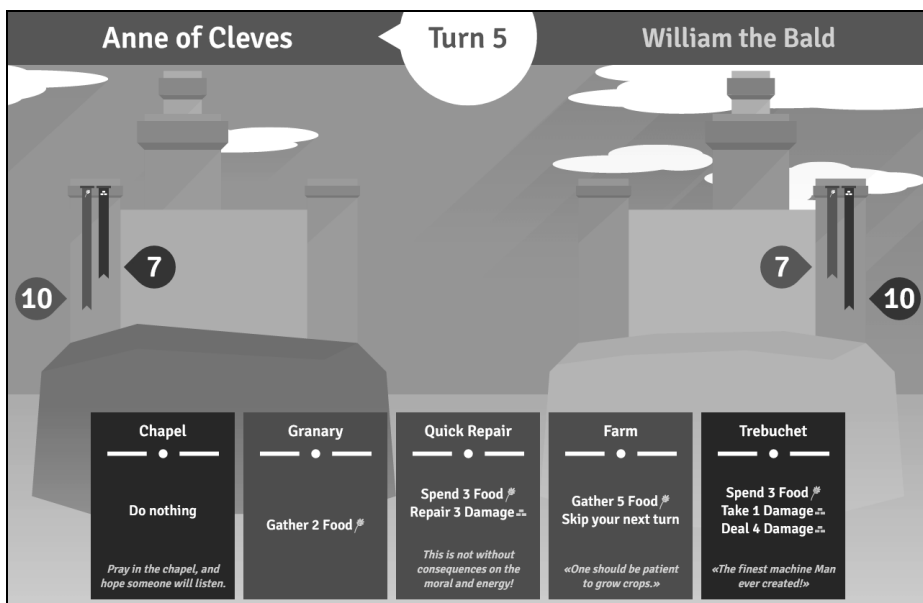 Anne of Cleves
Turn 5
William the Bald
7
10
7
10
Chapel
Do nothing
Pray in the chapel, and
hope someone will listen.
Granary
Gather 2 Food
Quick Repair
Spend 3 Food
Repair 3 Damage
This is not without
consequences on the
moral and energy!
Farm
Gather 5 Food
Skip your next turn
«One should be patient
to grow crops.»
Trebuchet
Spend 3 Food
Take 1 Damage
Deal 4 Damage
«The finest machine Man
ever created!»